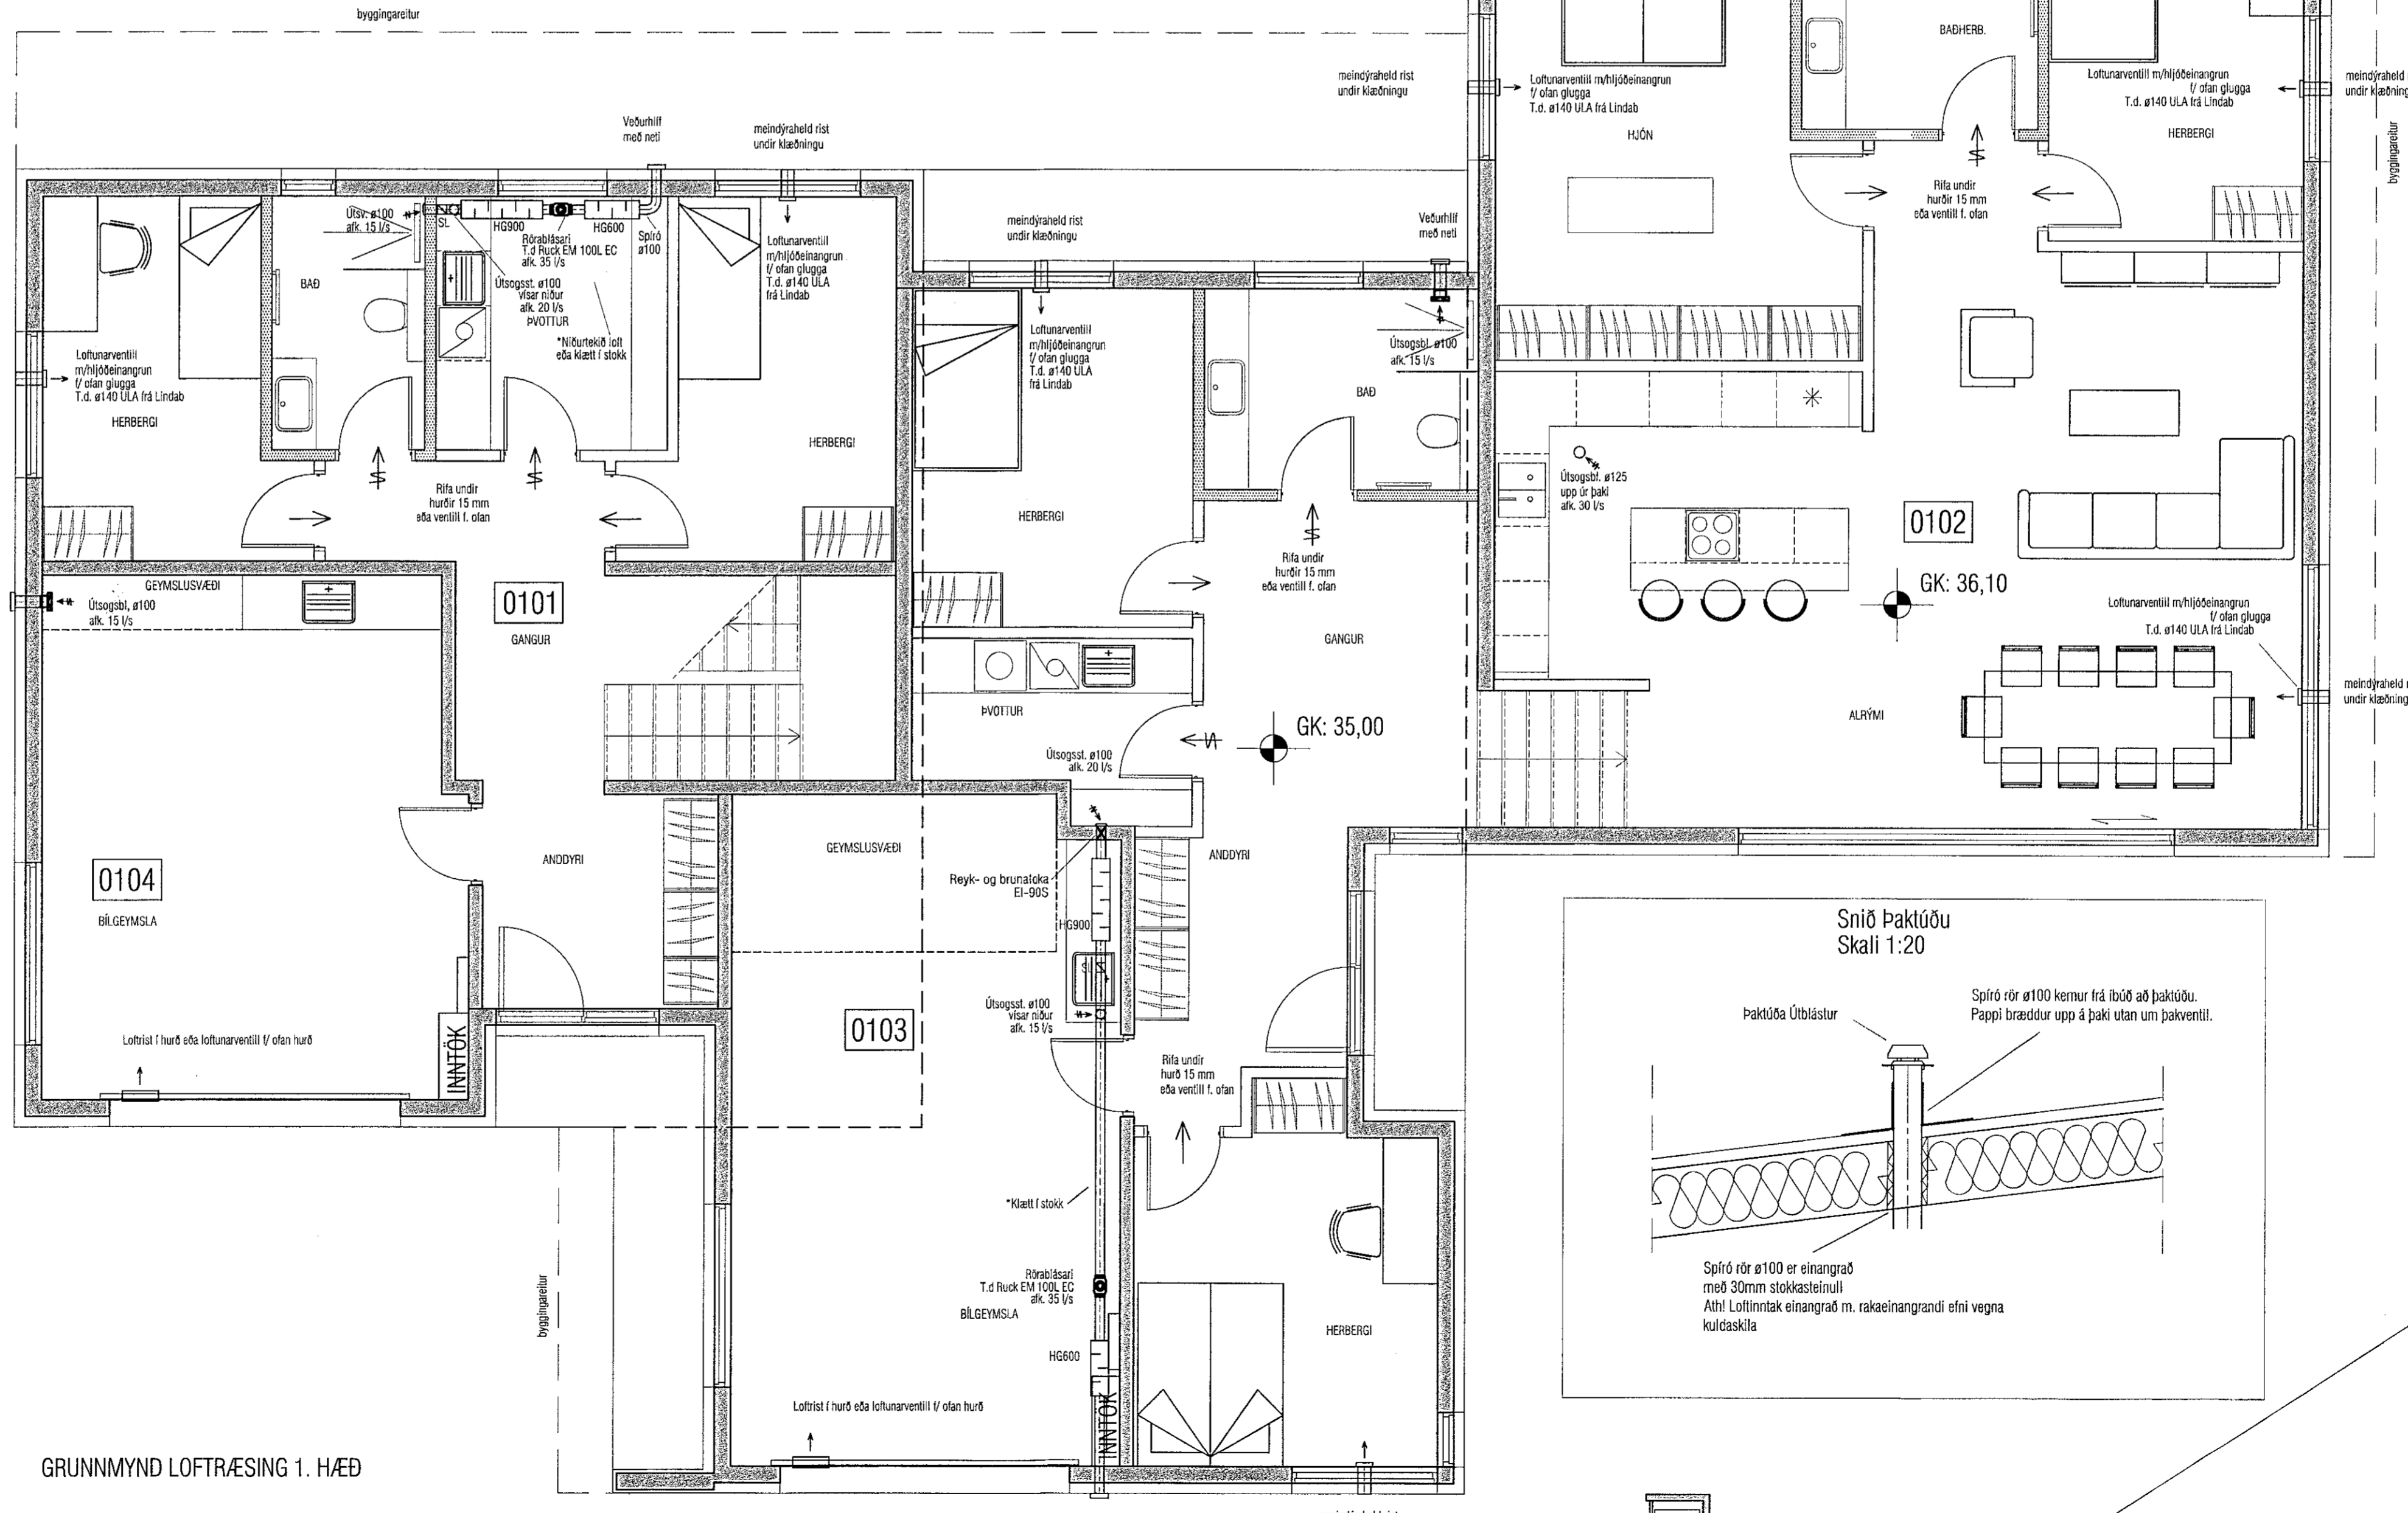 byggingareitur
Veðurhlíf
með neti
meindýraheld rist
undir klæðningu
meindýraheld rist
undir klæðningu
Veðurhlíf
með neti
meindýraheld rist
undir klæðningu
Loftunarventill m/hljóðeinangrun
f/ ofan glugga
T.d. ø140 ULA frá Lindab
HJÓN
BAÐHERB.
Loftunarventill m/hljóðeinangrun
f/ ofan glugga
T.d. ø140 ULA frá Lindab
HERBERGI
meindýraheld
undir klæðning
byggingareitur
Rifa undir
hurðir 15 mm
eða ventill f. ofan
Útsv. ø100
afk. 15 l/s
SL
HG900
Rörablásari
T.d Ruck EM 100L EC
afk. 35 l/s
HG600
Spíró
ø100
Útsogsst. ø100
vísar niður
afk. 20 l/s
ÞVOTTUR
*Niðurtekið loft
eða klætt í stokk
BAÐ
Loftunarventill
m/hljóðeinangrun
f/ ofan glugga
T.d. ø140 ULA
frá Lindab
HERBERGI
Loftunarventill
m/hljóðeinangrun
f/ ofan glugga
T.d. ø140 ULA frá Lindab
HERBERGI
Rifa undir
hurðir 15 mm
eða ventill f. ofan
Loftunarventill
m/hljóðeinangrun
f/ ofan glugga
T.d. ø140 ULA
frá Lindab
HERBERGI
Útsogsbl. ø100
afk. 15 l/s
BAÐ
Rifa undir
hurðir 15 mm
eða ventill f. ofan
GANGUR
Útsogsbl. ø125
upp úr þaki
afk. 30 l/s
0102
GK: 36,10
Loftunarventill m/hljóðeinangrun
f/ ofan glugga
T.d. ø140 ULA frá Lindab
meindýraheld
undir klæðning
ALRÝMI
GEYMSLUSVÆÐI
Útsogsbl, ø100
afk. 15 l/s
0101
GANGUR
ÞVOTTUR
Útsogsst. ø100
afk. 20 l/s
GK: 35,00
0104
BÍLGEYMSLA
ANDDYRI
GEYMSLUSVÆÐI
Reyk- og brunaloka
EI-90S
HG900
ANDDYRI
SL
Útsogsst. ø100
vísar niður
afk. 15 l/s
0103
Loftrist í hurð eða loftunarventill f/ ofan hurð
INNTÖK
Rifa undir
hurð 15 mm
eða ventill f. ofan
*Klætt í stokk
Rörablásari
T.d Ruck EM 100L EC
afk. 35 l/s
BÍLGEYMSLA
HG600
INNTÖK
HERBERGI
Loftrist í hurð eða loftunarventill f/ ofan hurð
byggingareitur
Snið Þaktúðu
Skali 1:20
Þaktúða Útblástur
Spíró rör ø100 kemur frá íbúð að þaktúðu.
Pappi bræddur upp á þaki utan um þakventil.
Spíró rör ø100 er einangrað
með 30mm stokkasteinull
Ath! Loftinntak einangrað m. rakaeinangrandi efni vegna
kuldaskila
GRUNNMYND LOFTRÆSING 1. HÆÐ